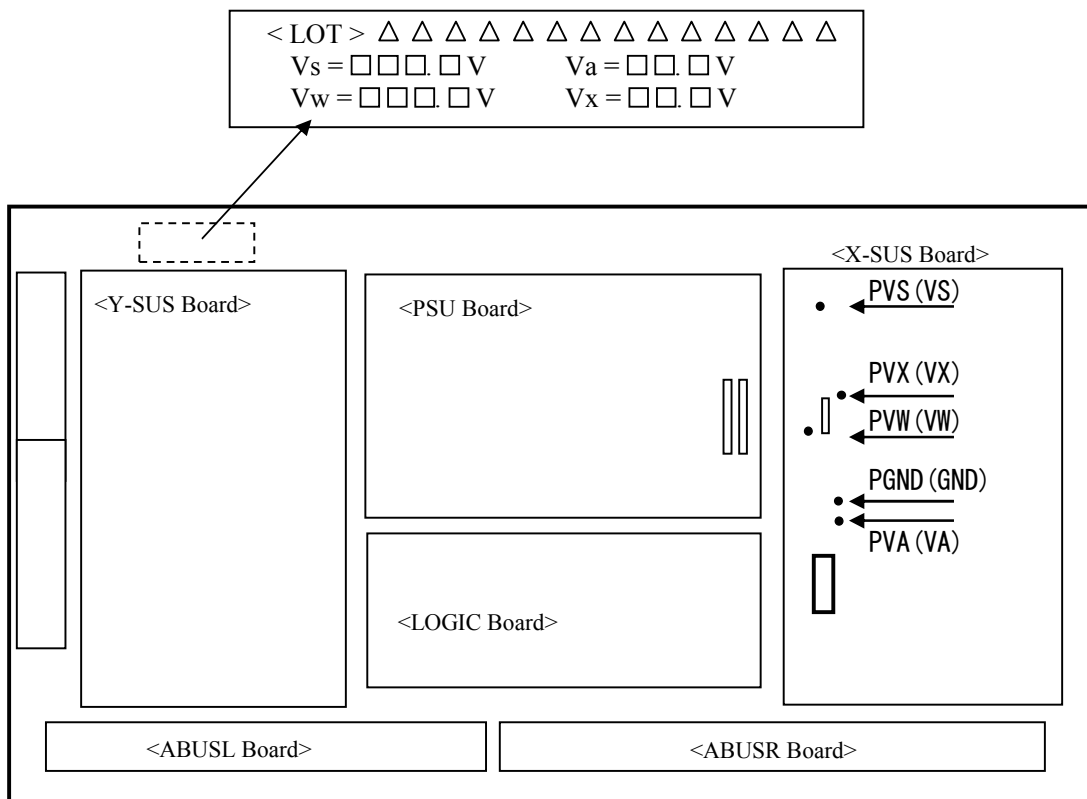 < LOT > △ △ △ △ △ △ △ △ △ △ △ △ △ △
Vs = □□□.□ V Va = □□.□ V
Vw = □□□.□ V Vx = □□.□ V
<X-SUS Board>
<Y-SUS Board>
<PSU Board>
PVS(VS)
PVX(VX)
PVW(VW)
PGND(GND)
PVA(VA)
<LOGIC Board>
<ABUSL Board>
<ABUSR Board>